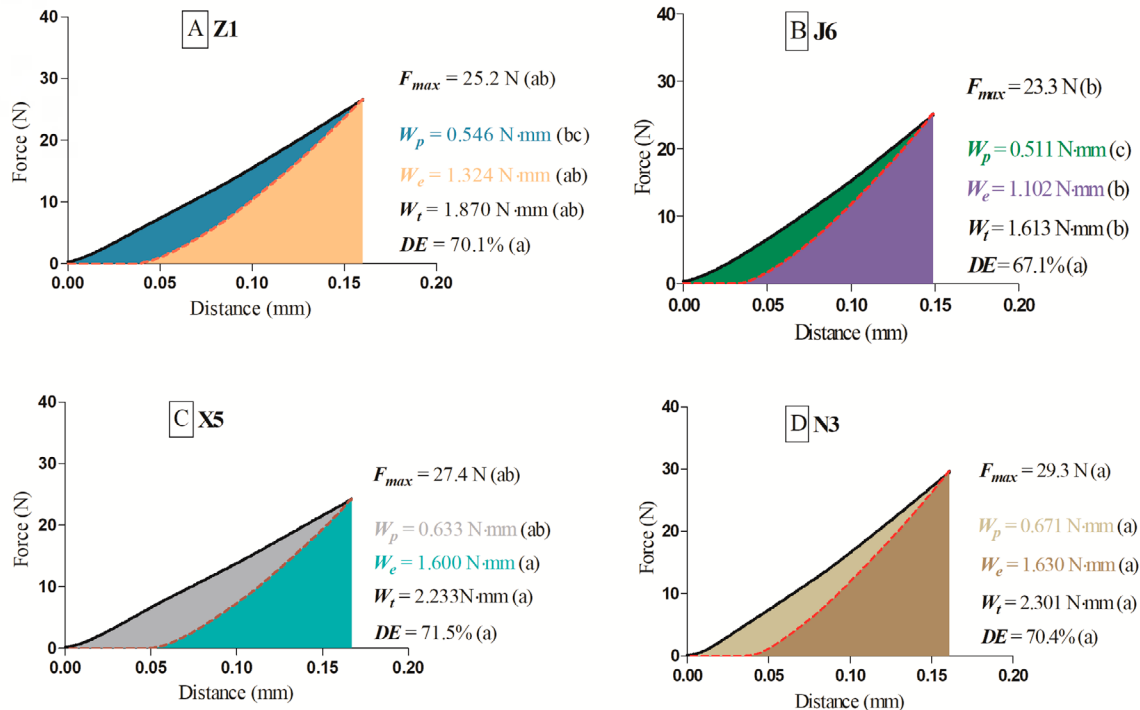 A Z1
40
30
20
10
0
Force (N)
0.00 0.05 0.10 0.15 0.20
Distance (mm)
Fmax = 25.2 N (ab)
Wp = 0.546 N·mm (bc)
We = 1.324 N·mm (ab)
Wt = 1.870 N·mm (ab)
DE = 70.1% (a)
B J6
40
30
20
10
0
Force (N)
0.00 0.05 0.10 0.15 0.20
Distance (mm)
Fmax = 23.3 N (b)
Wp = 0.511 N·mm (c)
We = 1.102 N·mm (b)
Wt = 1.613 N·mm (b)
DE = 67.1% (a)
C X5
40
30
20
10
0
Force (N)
0.00 0.05 0.10 0.15 0.20
Distance (mm)
Fmax = 27.4 N (ab)
Wp = 0.633 N·mm (ab)
We = 1.600 N·mm (a)
Wt = 2.233N·mm (a)
DE = 71.5% (a)
D N3
40
30
20
10
0
Force (N)
0.00 0.05 0.10 0.15 0.20
Distance (mm)
Fmax = 29.3 N (a)
Wp = 0.671 N·mm (a)
We = 1.630 N·mm (a)
Wt = 2.301 N·mm (a)
DE = 70.4% (a)